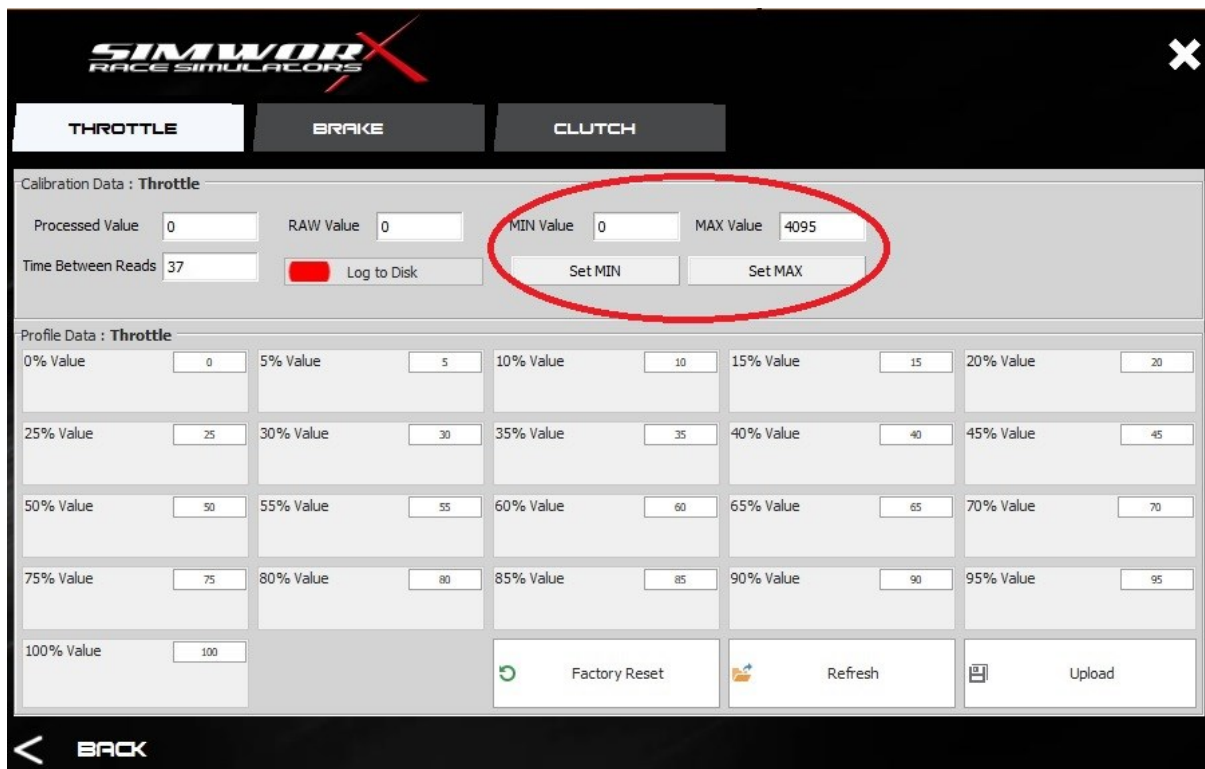 SIMWORX
RACE SIMULATORS
THROTTLE BRAKE CLUTCH
Calibration Data : Throttle
Processed Value 0 RAW Value 0 MIN Value 0 MAX Value 4095
Time Between Reads 37 Log to Disk Set MIN Set MAX
Profile Data : Throttle
0% Value 0 5% Value 5 10% Value 10 15% Value 15 20% Value 20
25% Value 25 30% Value 30 35% Value 35 40% Value 40 45% Value 45
50% Value 50 55% Value 55 60% Value 60 65% Value 65 70% Value 70
75% Value 75 80% Value 80 85% Value 85 90% Value 90 95% Value 95
100% Value 100 Factory Reset Refresh Upload
BACK